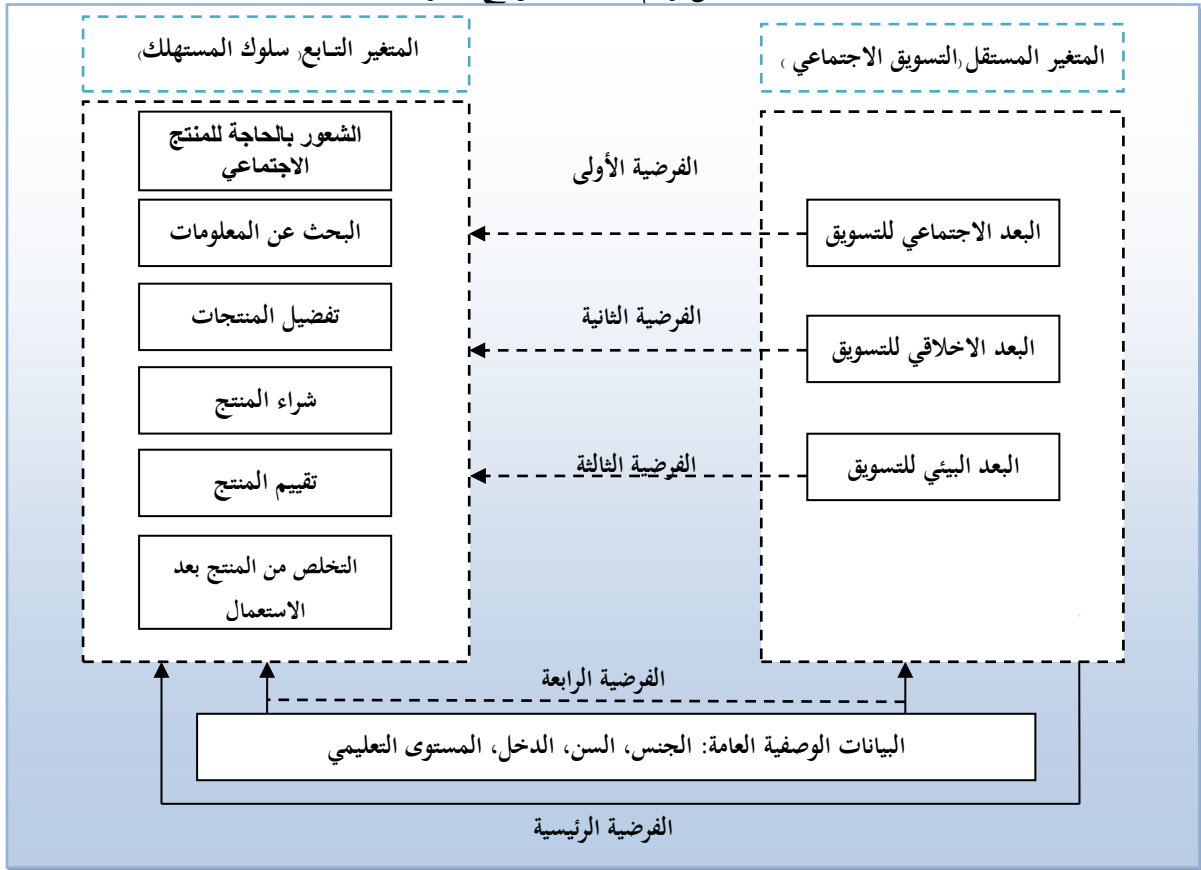 المتغير المستقل(التسويق الاجتماعي )
المتغير التـابع( سلوك المستهلك)
البعد الاجتماعي للتسويق
البعد الاخلاقي للتسويق
البعد البيئي للتسويق
الفرضية الأولى
الفرضية الثانية
الفرضية الثالثة
الشعور بالحاجة للمنتج
الاجتماعي
البحث عن المعلومات
تفضيل المنتجات
شراء المنتج
تقييم المنتج
التخلص من المنتج بعد
الاستعمال
الفرضية الرابعة
البيانات الوصفية العامة: الجنس، السن، الدخل، المستوى التعليمي
الفرضية الرئيسية